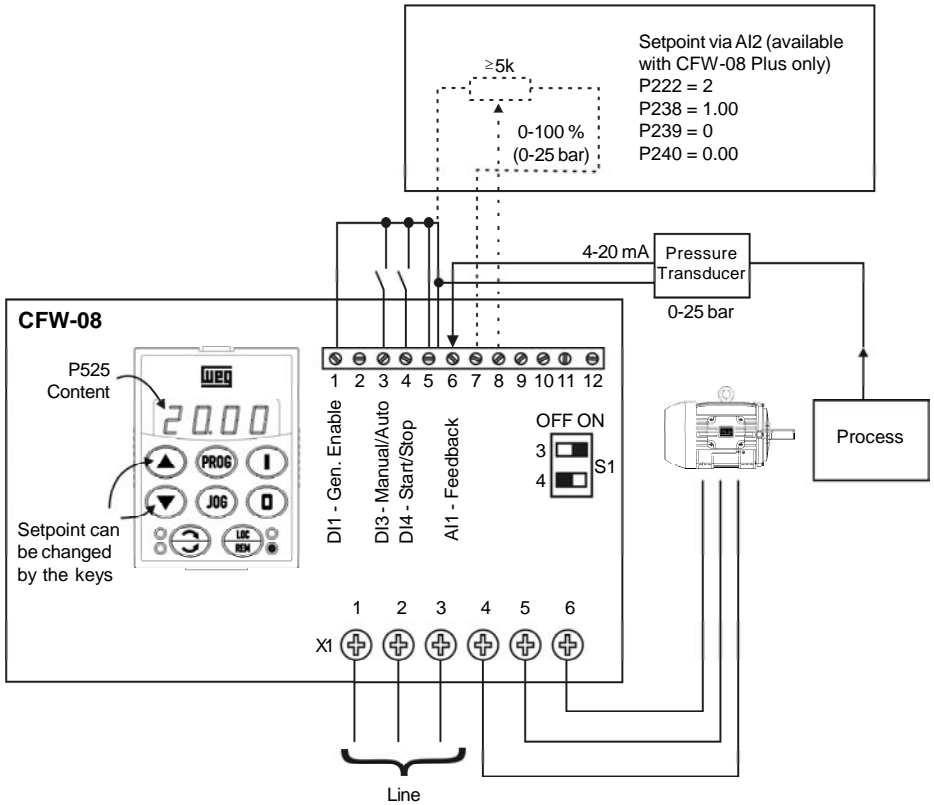 Setpoint via AI2 (available
with CFW-08 Plus only)
P222 = 2
P238 = 1.00
P239 = 0
P240 = 0.00
≥5k
0-100 %
(0-25 bar)
4-20 mA
Pressure
Transducer
0-25 bar
CFW-08
P525
Content
weg
20.00
PROG
I
JOG
0
LOC
REM
Setpoint can
be changed
by the keys
1 2 3 4 5 6 7 8 9 10 11 12
DI1 - Gen. Enable
DI3 - Manual/Auto
DI4 - Start/Stop
AI1 - Feedback
OFF ON
3
4
S1
Process
1 2 3 4 5 6
X1
Line